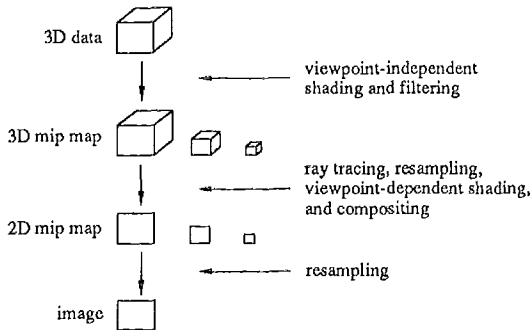 3D data
viewpoint-independent
shading and filtering
3D mip map
ray tracing, resampling,
viewpoint-dependent shading,
and compositing
2D mip map
resampling
image